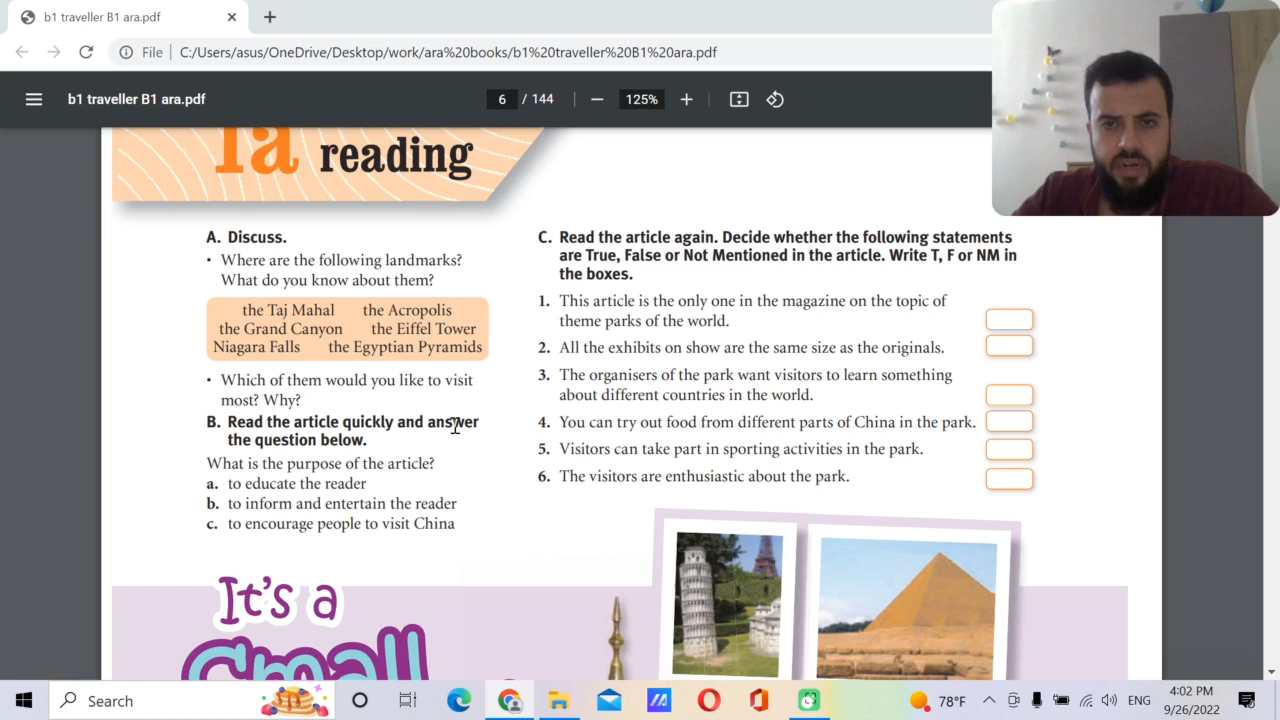 b1 traveller B1 ara.pdf
File C:/Users/asus/OneDrive/Desktop/work/ara%20books/b1%20traveller%20B1%20ara.pdf
b1 traveller B1 ara.pdf 6 / 144 125%
1a reading
A. Discuss.
• Where are the following landmarks?
What do you know about them?
the Taj Mahal the Acropolis
the Grand Canyon the Eiffel Tower
Niagara Falls the Egyptian Pyramids
• Which of them would you like to visit
most? Why?
B. Read the article quickly and answer
the question below.
What is the purpose of the article?
a. to educate the reader
b. to inform and entertain the reader
c. to encourage people to visit China
C. Read the article again. Decide whether the following statements
are True, False or Not Mentioned in the article. Write T, F or NM in
the boxes.
1. This article is the only one in the magazine on the topic of
theme parks of the world.
2. All the exhibits on show are the same size as the originals.
3. The organisers of the park want visitors to learn something
about different countries in the world.
4. You can try out food from different parts of China in the park.
5. Visitors can take part in sporting activities in the park.
6. The visitors are enthusiastic about the park.
It's a
Small
Search
78°F ENG
4:02 PM
9/26/2022